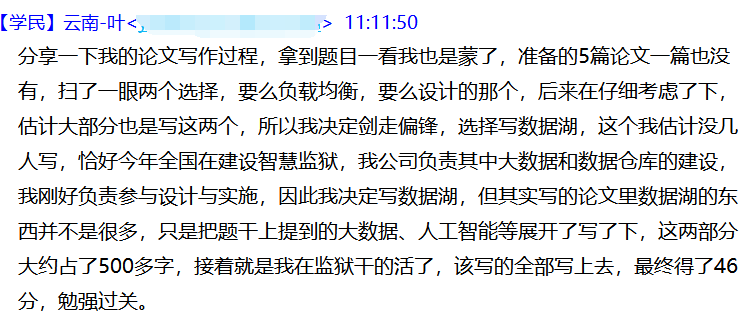 【学民】云南-叶<> 11:11:50
分享一下我的论文写作过程，拿到题目一看我也是蒙了，准备的5篇论文一篇也没
有，扫了一眼两个选择，要么负载均衡，要么设计的那个，后来在仔细考虑了下，
估计大部分也是写这两个，所以我决定剑走偏锋，选择写数据湖，这个我估计没几
人写，恰好今年全国在建设智慧监狱，我公司负责其中大数据和数据仓库的建设，
我刚好负责参与设计与实施，因此我决定写数据湖，但其实写的论文里数据湖的东
西并不是很多，只是把题干上提到的大数据、人工智能等展开了写了下，这两部分
大约占了500多字，接着就是我在监狱干的活了，该写的全部写上去，最终得了46
分，勉强过关。